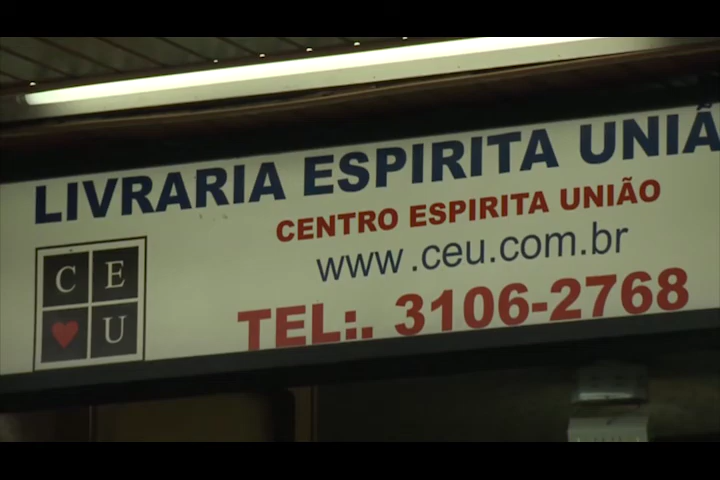 LIVRARIA ESPIRITA UNIÃ
CENTRO ESPIRITA UNIÃO
www.ceu.com.br
TEL:. 3106-2768
C E
U